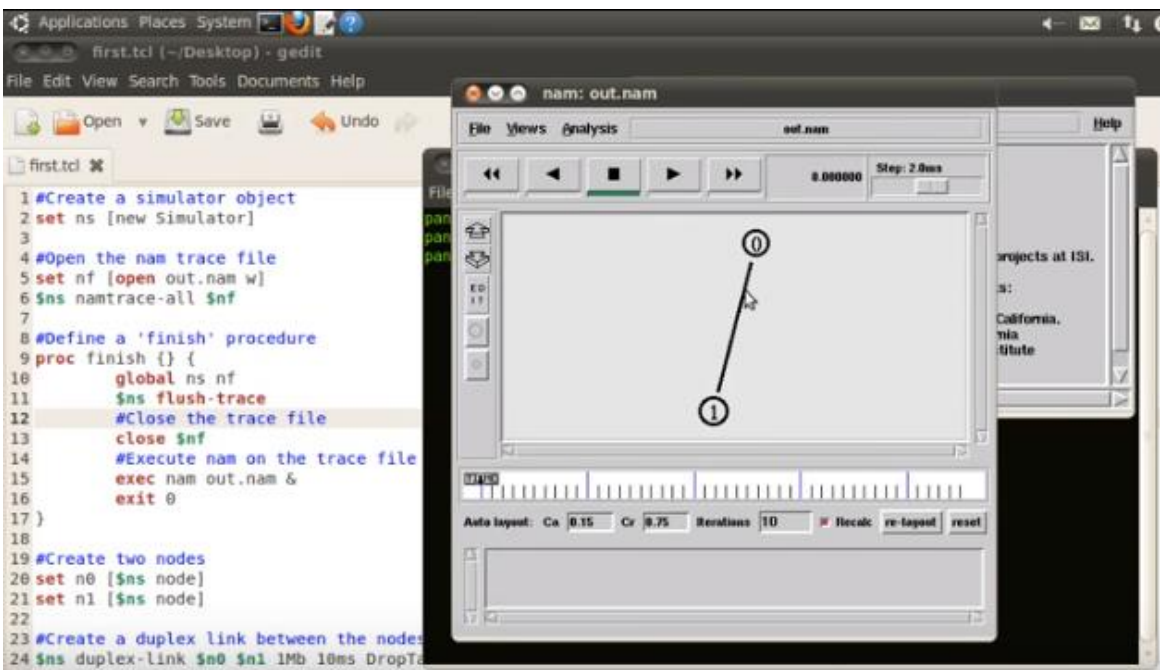 Applications Places System
first.tcl (~/Desktop) - gedit
File Edit View Search Tools Documents Help
Open Save Undo
first.tcl
1 #Create a simulator object
2 set ns [new Simulator]
3
4 #Open the nam trace file
5 set nf [open out.nam w]
6 $ns namtrace-all $nf
7
8 #Define a 'finish' procedure
9 proc finish {} {
10 global ns nf
11 $ns flush-trace
12 #Close the trace file
13 close $nf
14 #Execute nam on the trace file
15 exec nam out.nam &
16 exit 0
17 }
18
19 #Create two nodes
20 set n0 [$ns node]
21 set n1 [$ns node]
22
23 #Create a duplex link between the nodes
24 $ns duplex-link $n0 $n1 1Mb 10ms DropTa
File
pan
pan
pan
nam: out.nam
File Views Analysis out.nam
0.000000 Step: 2.0ms
ED
IT
0
1
Auto layout: Ca 0.15 Cr 0.75 Iterations 10 Recalc re-layout reset
Help
projects at ISI.
s:
California.
nia
titute